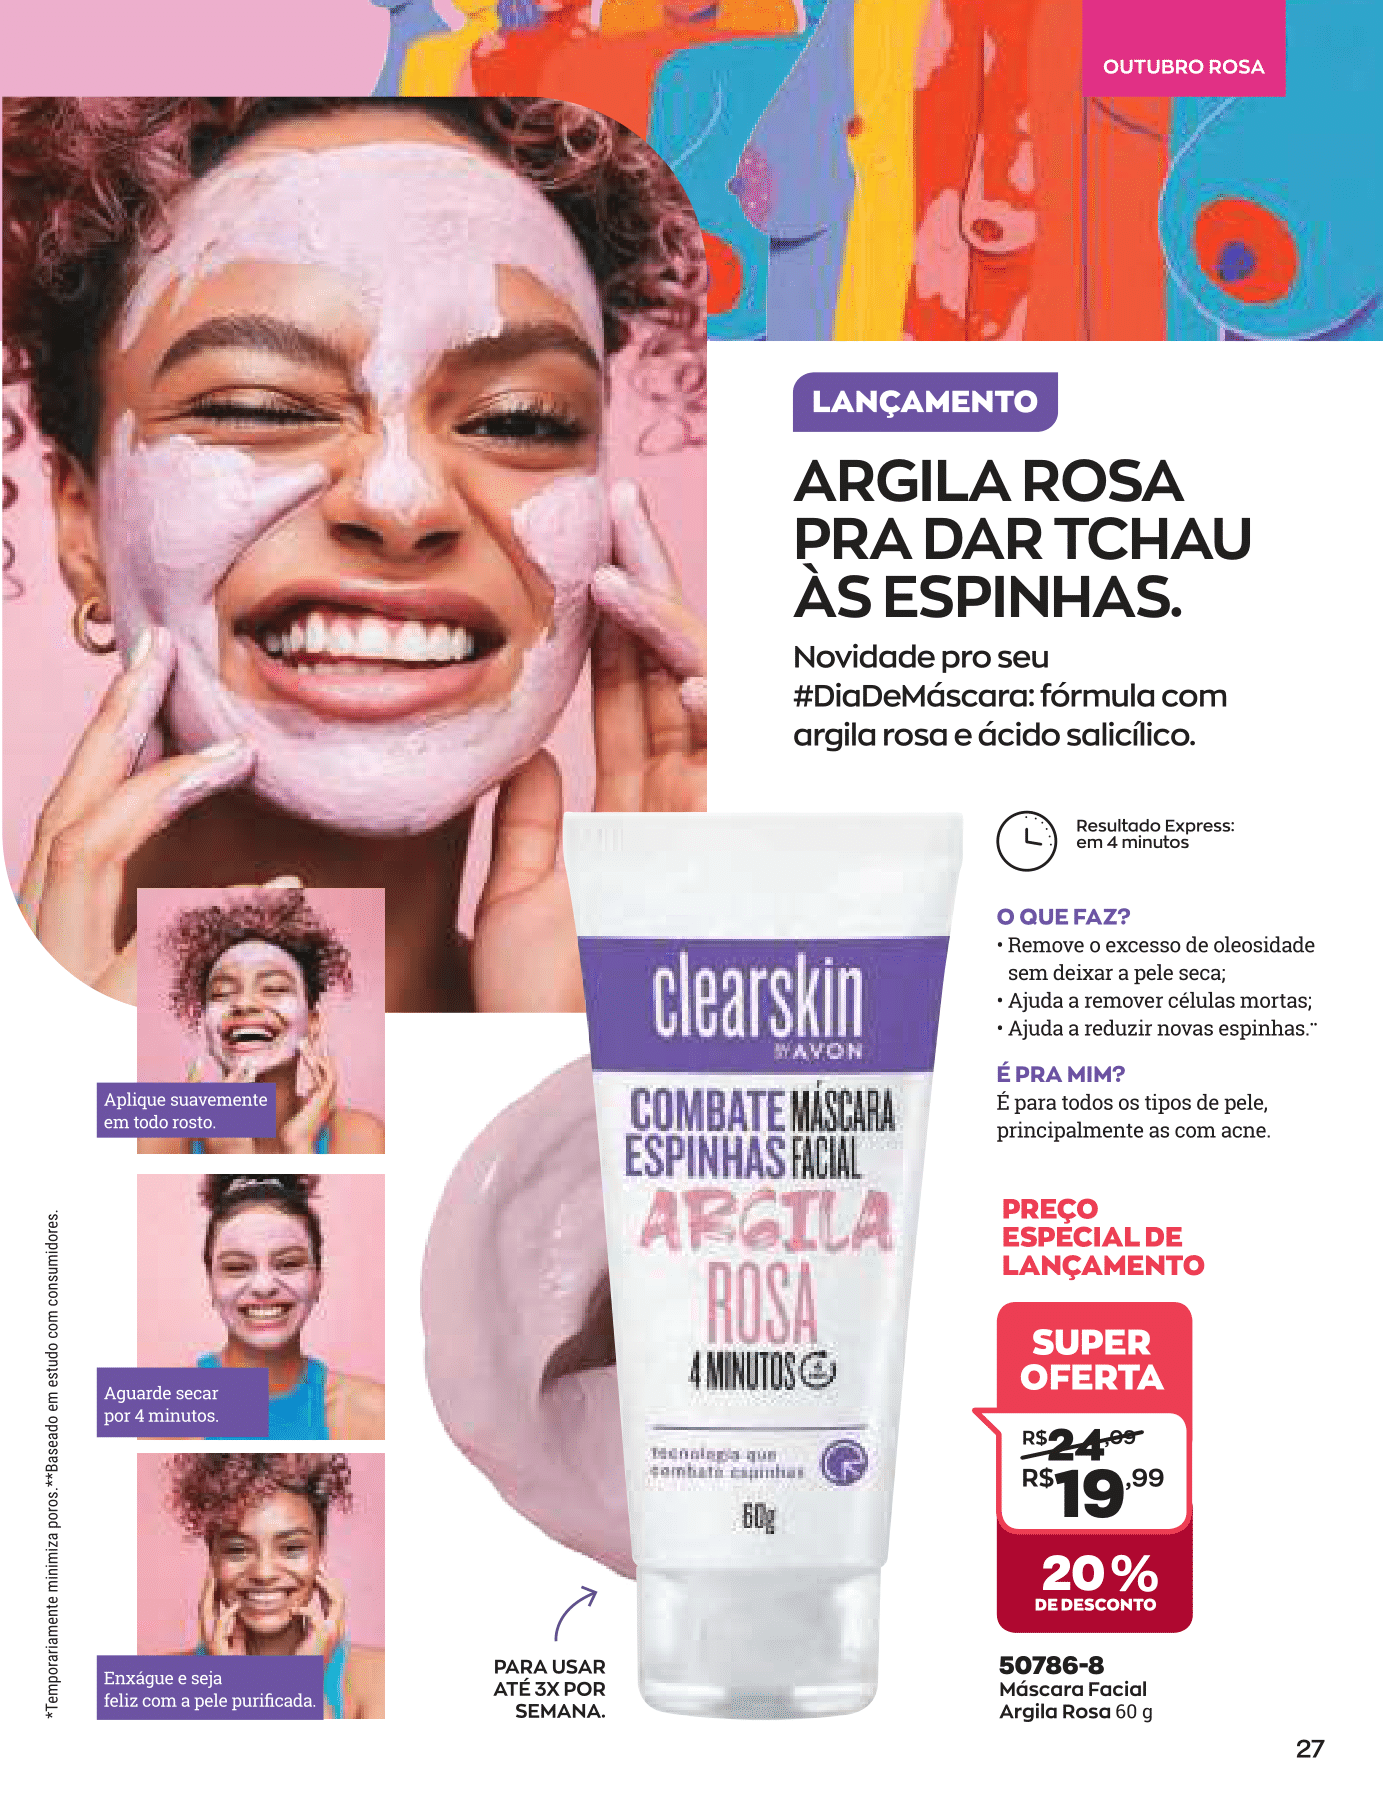 OUTUBRO ROSA
LANÇAMENTO
ARGILA ROSA
PRA DAR TCHAU
ÀS ESPINHAS.
Novidade pro seu
#DiaDeMáscara: fórmula com
argila rosa e ácido salicílico.
Resultado Express:
em 4 minutos
O QUE FAZ?
• Remove o excesso de oleosidade
sem deixar a pele seca;
• Ajuda a remover células mortas;
• Ajuda a reduzir novas espinhas.¨
É PRA MIM?
É para todos os tipos de pele,
principalmente as com acne.
PREÇO
ESPECIAL DE
LANÇAMENTO
SUPER
OFERTA
R$24,99
R$19,99
20%
DE DESCONTO
50786-8
Máscara Facial
Argila Rosa 60 g
clearskin
BY AVON
COMBATE MÁSCARA
ESPINHAS FACIAL
ARGILA
ROSA
4 MINUTOS
tecnologia que
combate espinhas
60g
PARA USAR
ATÉ 3X POR
SEMANA.
Aplique suavemente
em todo rosto.
Aguarde secar
por 4 minutos.
Enxágue e seja
feliz com a pele purificada.
*Temporariamente minimiza poros.**Baseado em estudo com consumidores.
27